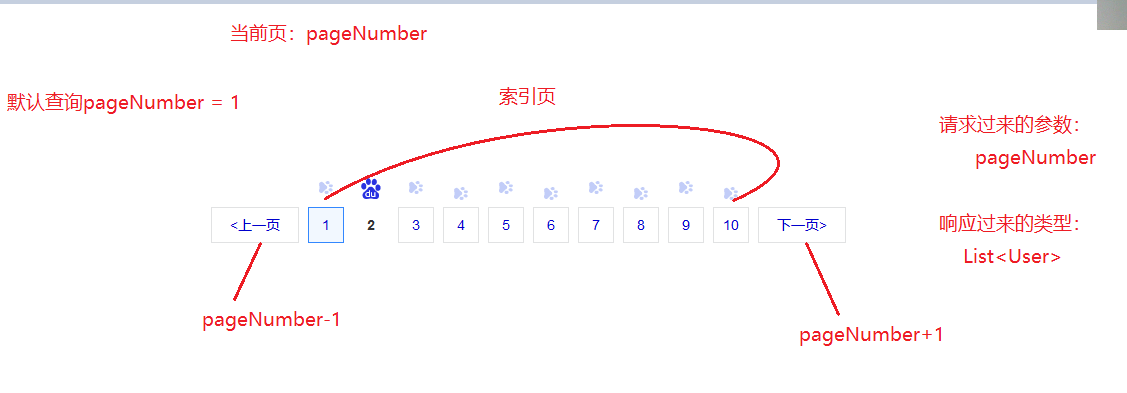 当前页：pageNumber
默认查询pageNumber = 1
索引页
请求过来的参数：
pageNumber
du
<上一页 1 2 3 4 5 6 7 8 9 10 下一页>
响应过来的类型：
List<User>
pageNumber-1
pageNumber+1